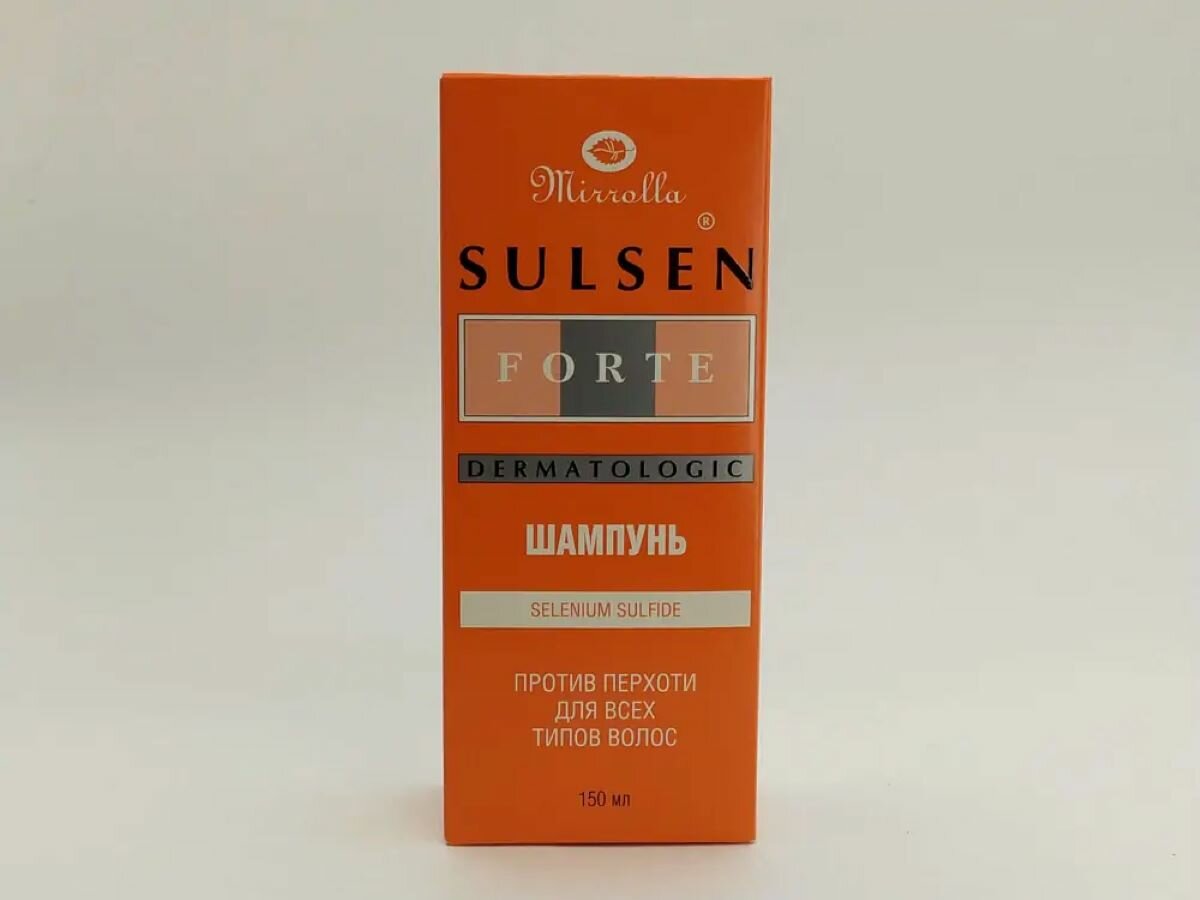 Mirrolla
®
SULSEN
FORTE
DERMATOLOGIC
ШАМПУНЬ
SELENIUM SULFIDE
ПРОТИВ ПЕРХОТИ
ДЛЯ ВСЕХ
ТИПОВ ВОЛОС
150 мл